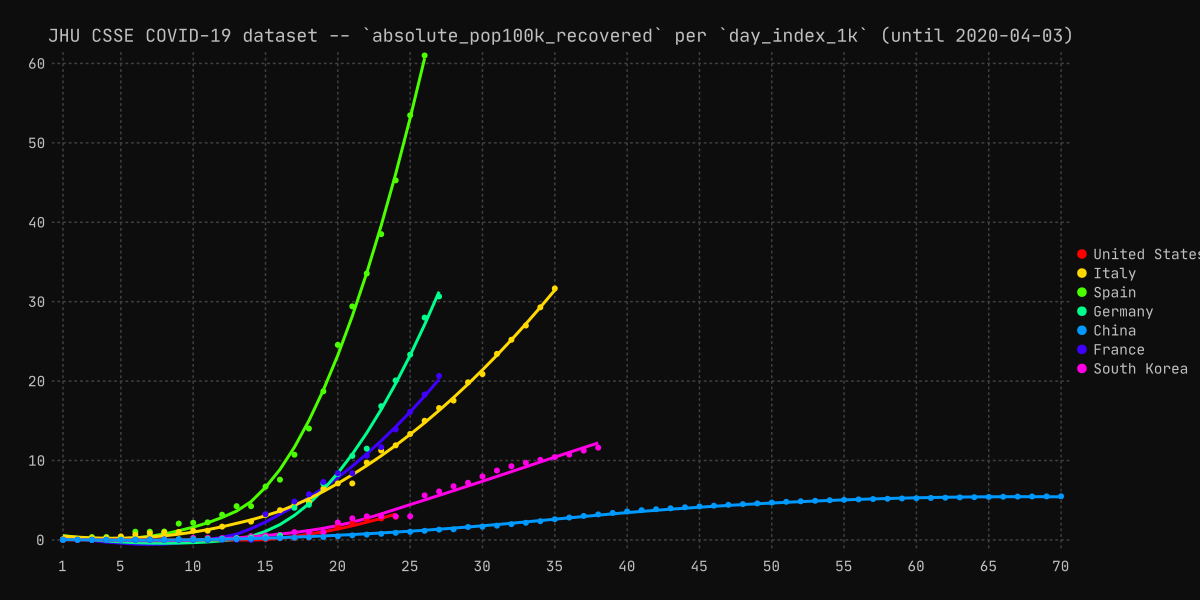 JHU CSSE COVID-19 dataset -- `absolute_pop100k_recovered` per `day_index_1k` (until 2020-04-03)
60
50
40
30
20
10
0
1 5 10 15 20 25 30 35 40 45 50 55 60 65 70
United States
Italy
Spain
Germany
China
France
South Korea